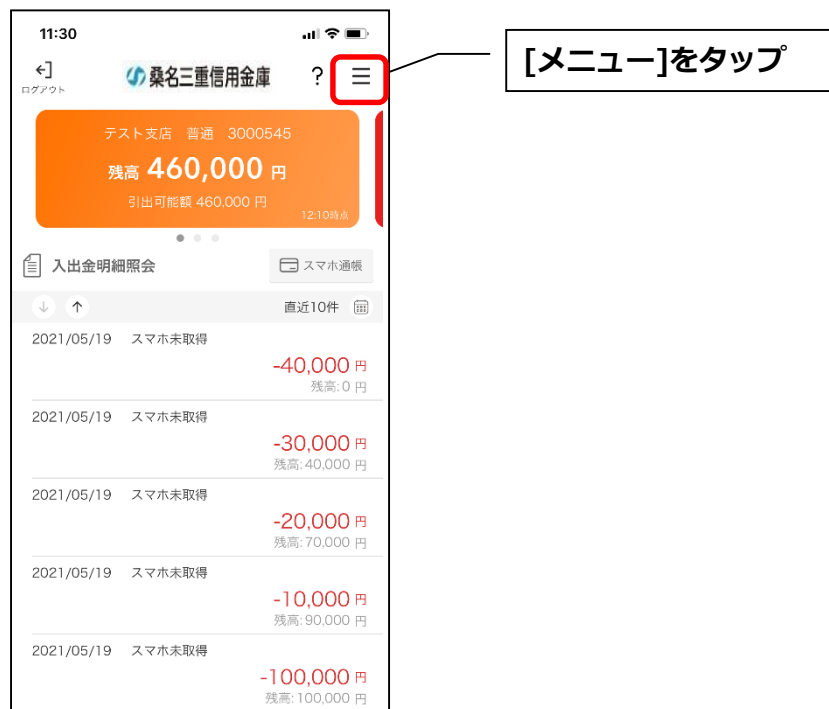 11:30
ログアウト
桑名三重信用金庫
?
[メニュー]をタップ
テスト支店 普通 3000545
残高 460,000 円
引出可能額 460,000 円
12:10時点
入出金明細照会
スマホ通帳
直近10件
2021/05/19 スマホ未取得
-40,000 円
残高: 0 円
2021/05/19 スマホ未取得
-30,000 円
残高: 40,000 円
2021/05/19 スマホ未取得
-20,000 円
残高: 70,000 円
2021/05/19 スマホ未取得
-10,000 円
残高: 90,000 円
2021/05/19 スマホ未取得
-100,000 円
残高: 100,000 円